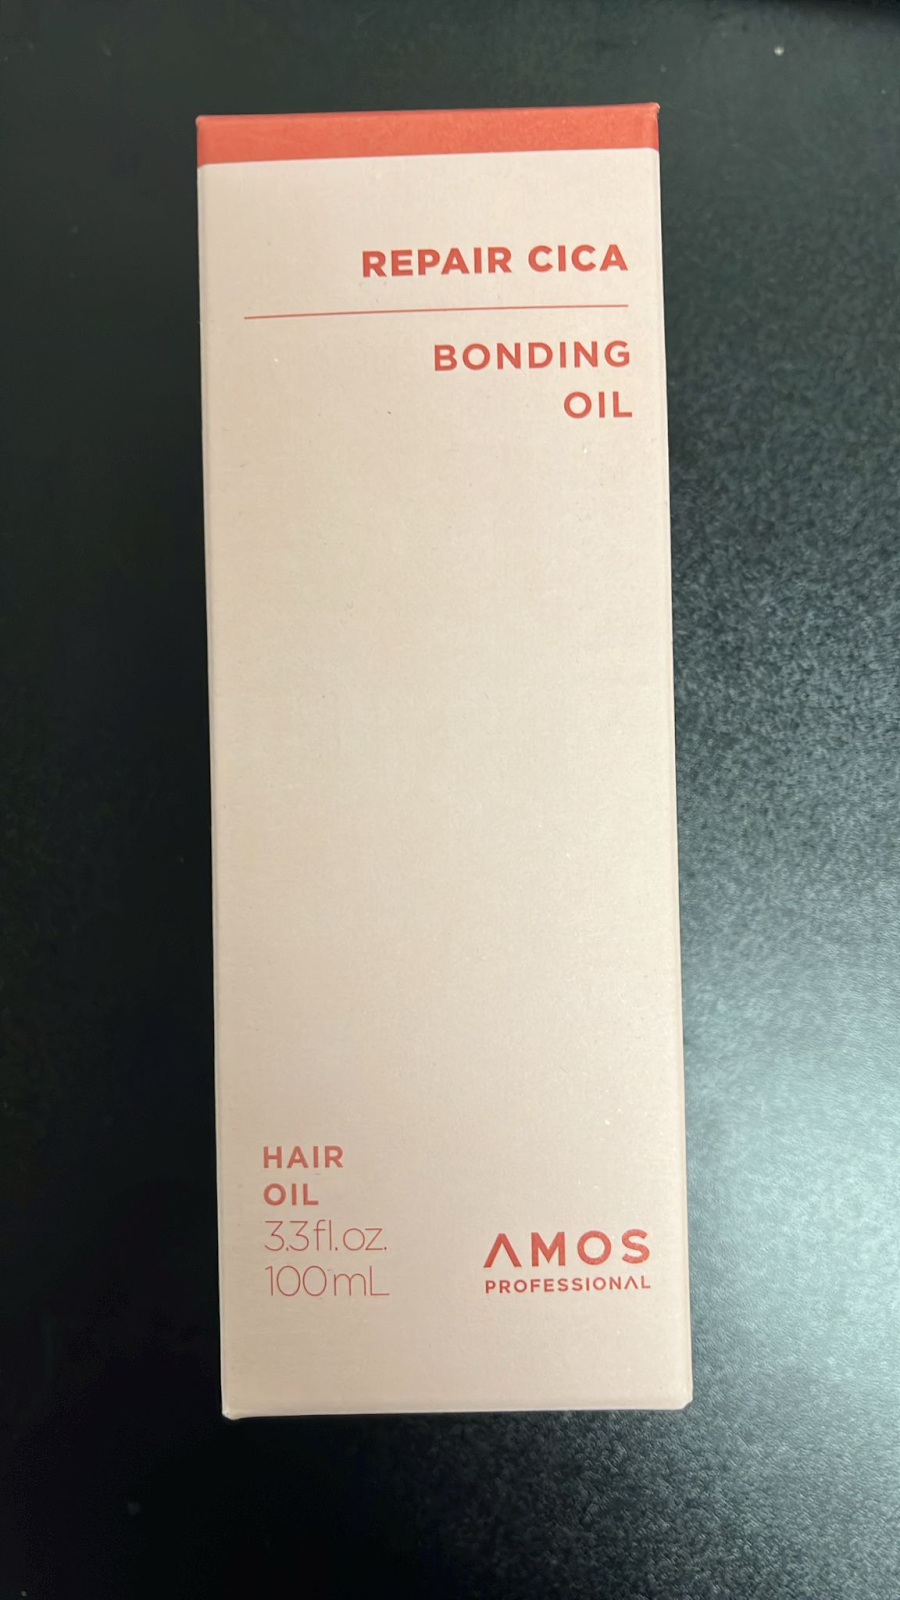 REPAIR CICA
BONDING
OIL
HAIR
OIL
3.3fl.oz.
100mL
AMOS
PROFESSIONAL